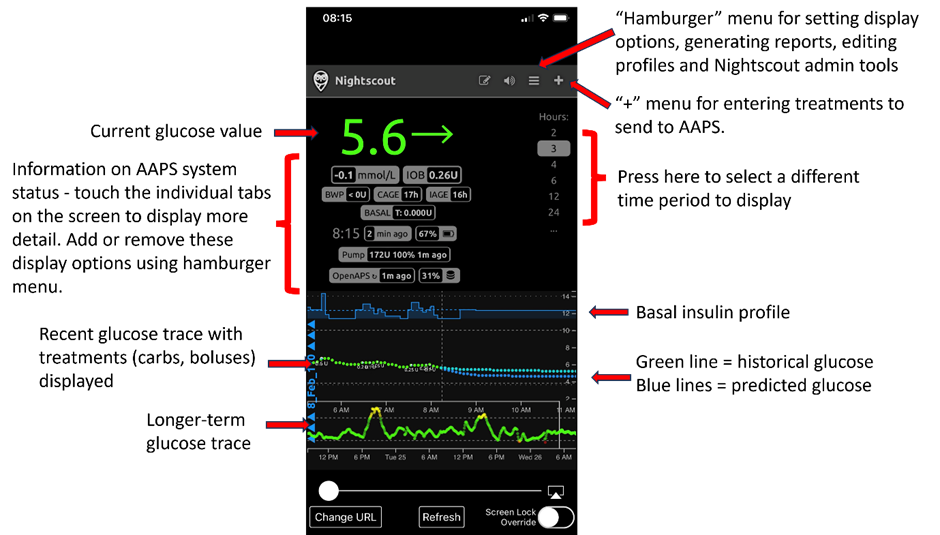 08:15
"Hamburger" menu for setting display
options, generating reports, editing
profiles and Nightscout admin tools
Nightscout
"+" menu for entering treatments to
send to AAPS.
Current glucose value
5.6
Hours:
2
3
4
6
12
24
...
Press here to select a different
time period to display
Information on AAPS system
status - touch the individual tabs
on the screen to display more
detail. Add or remove these
display options using hamburger
menu.
-0.1 mmol/L IOB 0.26U
BWP < 0U CAGE 17h IAGE 16h
BASAL T: 0.000U
8:15 2 min ago 67%
Pump 172U 100% 1m ago
OpenAPS ↻ 1m ago 31%
14
10
8
6
4
2
Basal insulin profile
Recent glucose trace with
treatments (carbs, boluses)
displayed
Green line = historical glucose
Blue lines = predicted glucose
6 AM 7 AM 8 AM 9 AM 10 AM 11 AM
Longer-term
glucose trace
12 PM 6 PM Tue 25 6 AM 12 PM 6 PM Wed 26 6 AM
Change URL
Refresh
Screen Lock
Override